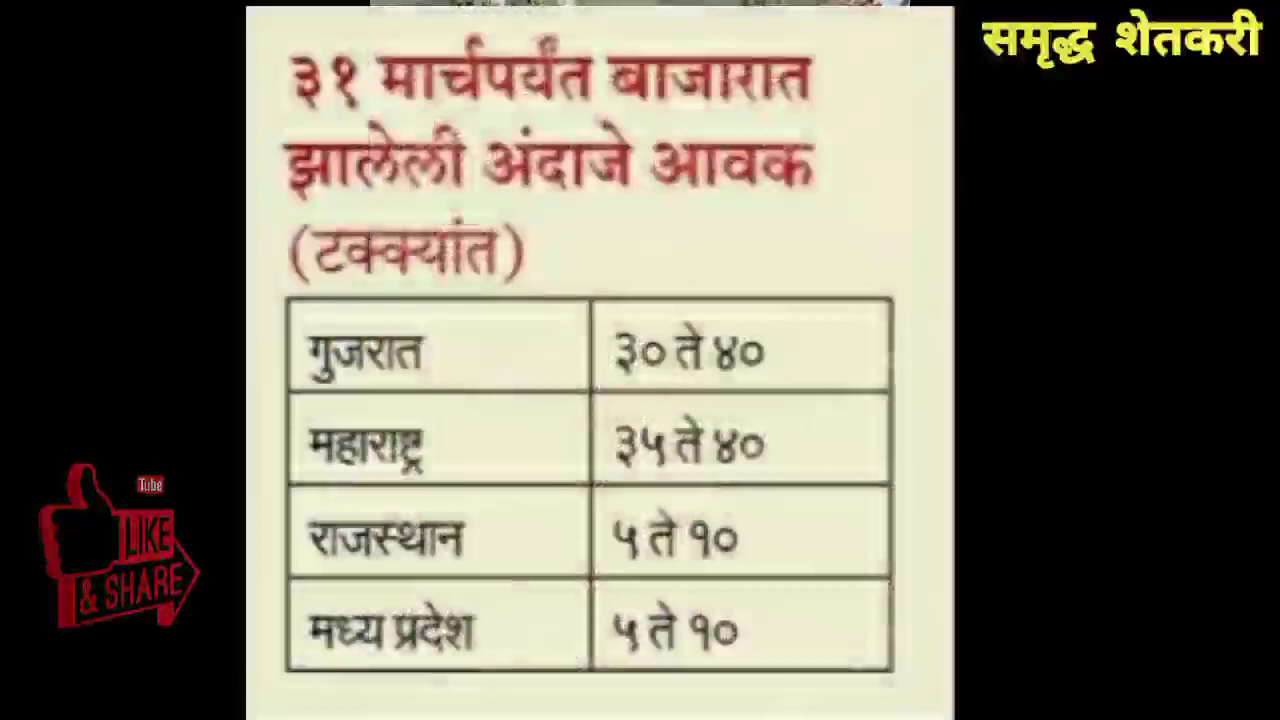 समृद्ध शेतकरी
३१ मार्चपर्यंत बाजारात
झालेली अंदाजे आवक
(टक्क्यांत)
गुजरात ३० ते ४०
महाराष्ट्र ३५ ते ४०
राजस्थान ५ ते १०
मध्य प्रदेश ५ ते १०
Tube
LIKE
& SHARE